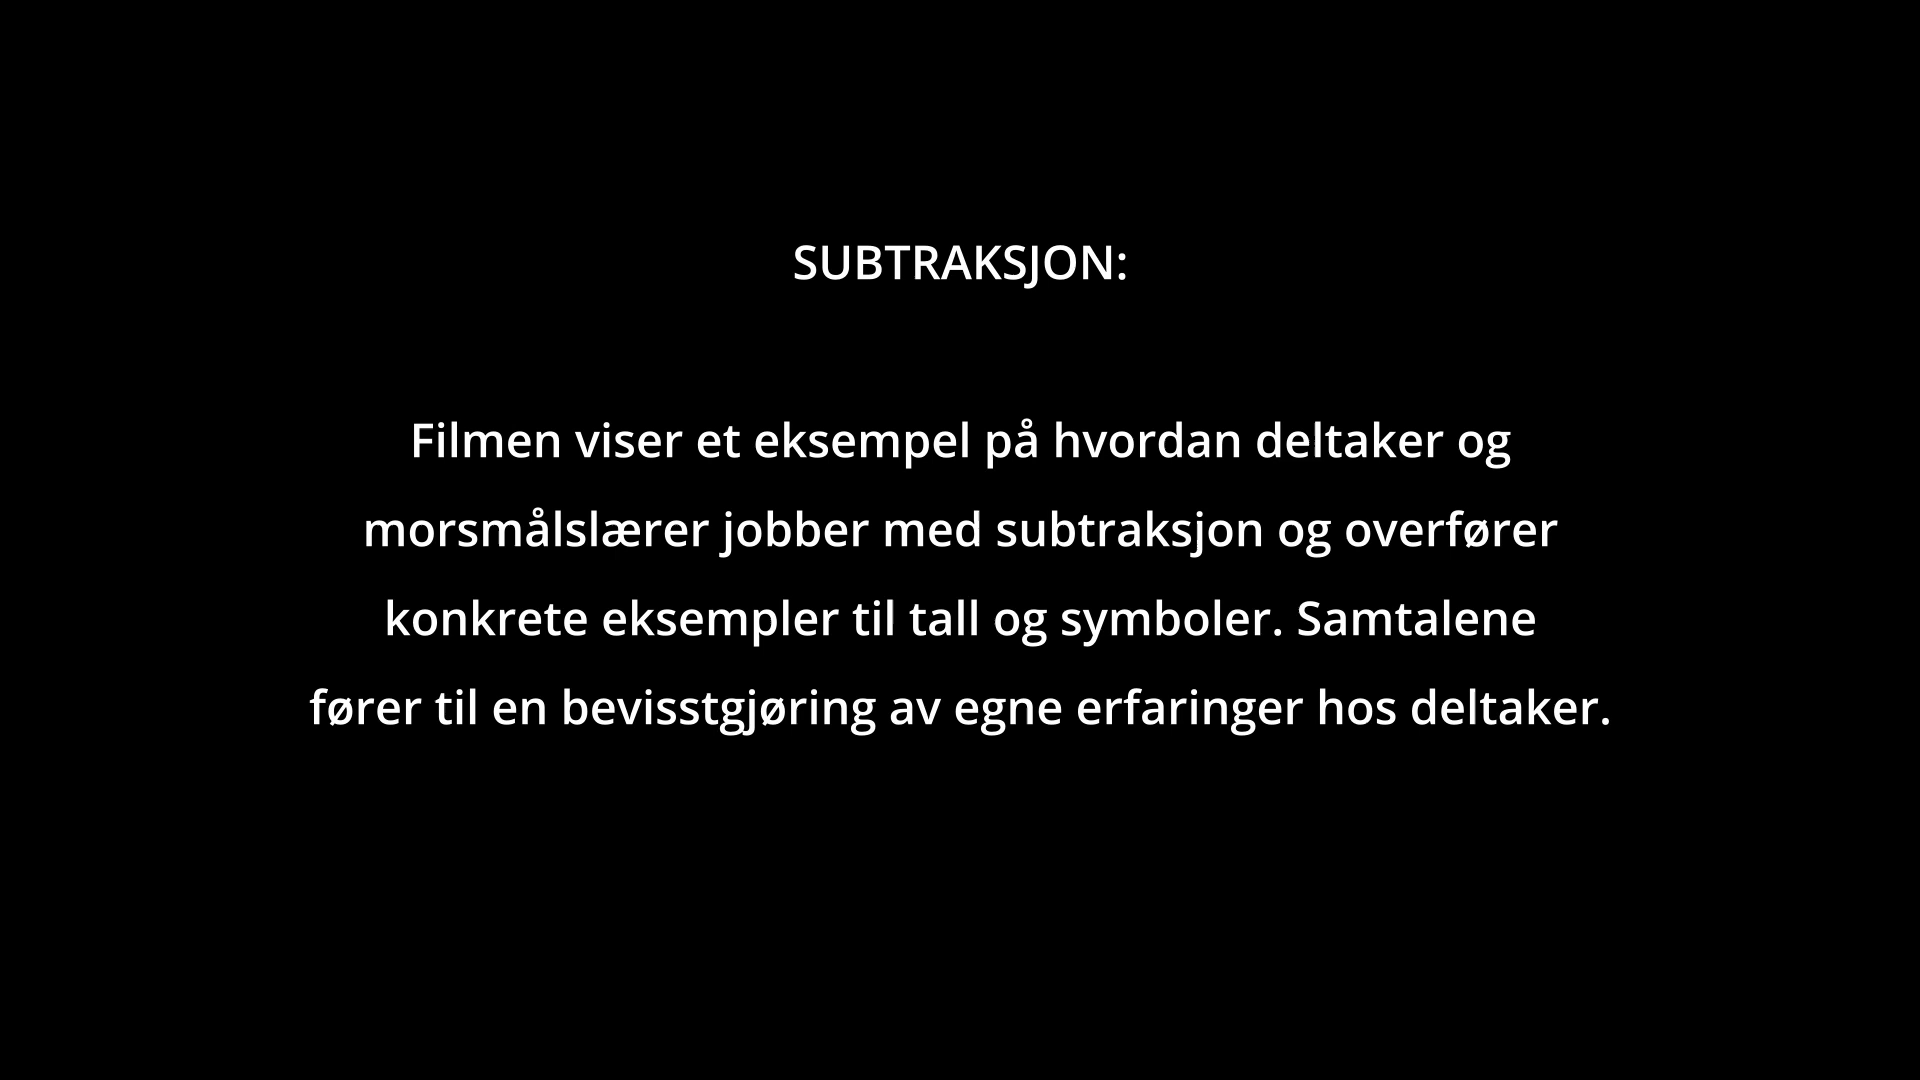 SUBTRAKSJON:
Filmen viser et eksempel på hvordan deltaker og
morsmålslærer jobber med subtraksjon og overfører
konkrete eksempler til tall og symboler. Samtalene
fører til en bevisstgjøring av egne erfaringer hos deltaker.